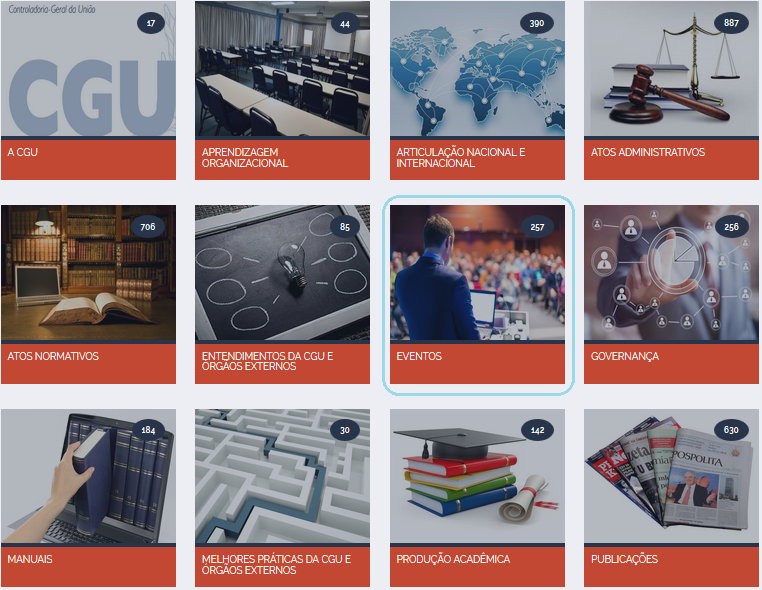 Controladoria-Geral da União
17
44
390
887
CGU
A CGU
APRENDIZAGEM
ORGANIZACIONAL
ARTICULAÇÃO NACIONAL E
INTERNACIONAL
ATOS ADMINISTRATIVOS
706
85
257
256
ATOS NORMATIVOS
ENTENDIMENTOS DA CGU E
ÓRGÃOS EXTERNOS
EVENTOS
GOVERNANÇA
184
30
142
630
POSPOLITA
MANUAIS
MELHORES PRÁTICAS DA CGU E
ÓRGÃOS EXTERNOS
PRODUÇÃO ACADÊMICA
PUBLICAÇÕES